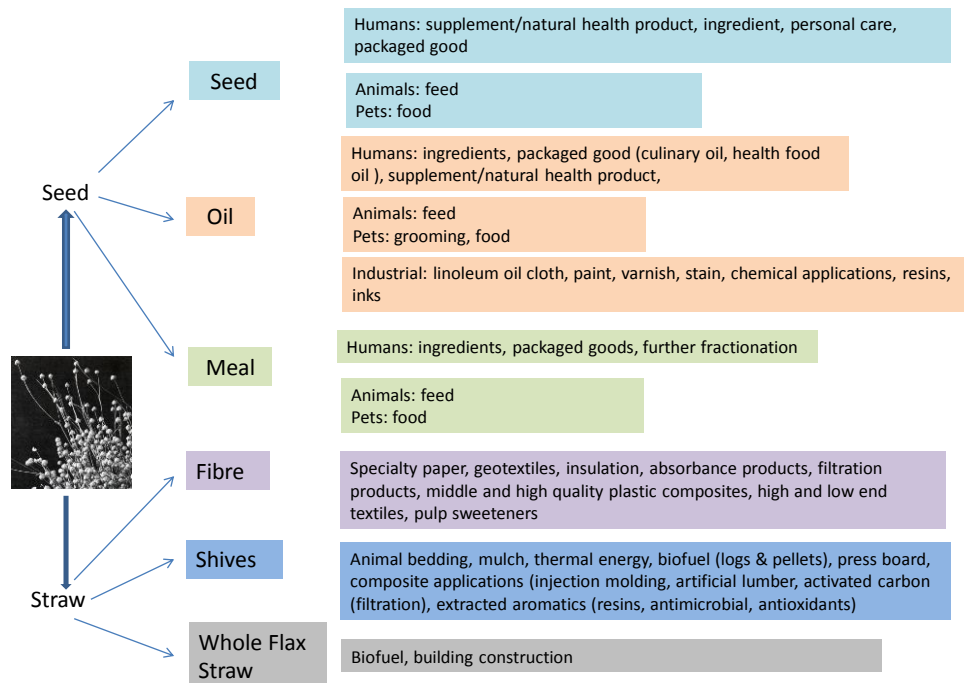 Humans: supplement/natural health product, ingredient, personal care,
packaged good
Seed
Animals: feed
Pets: food
Humans: ingredients, packaged good (culinary oil, health food
oil ), supplement/natural health product,
Seed
Oil
Animals: feed
Pets: grooming, food
Industrial: linoleum oil cloth, paint, varnish, stain, chemical applications, resins,
inks
Meal
Humans: ingredients, packaged goods, further fractionation
Animals: feed
Pets: food
Fibre
Specialty paper, geotextiles, insulation, absorbance products, filtration
products, middle and high quality plastic composites, high and low end
textiles, pulp sweeteners
Shives
Animal bedding, mulch, thermal energy, biofuel (logs & pellets), press board,
composite applications (injection molding, artificial lumber, activated carbon
(filtration), extracted aromatics (resins, antimicrobial, antioxidants)
Straw
Whole Flax
Straw
Biofuel, building construction